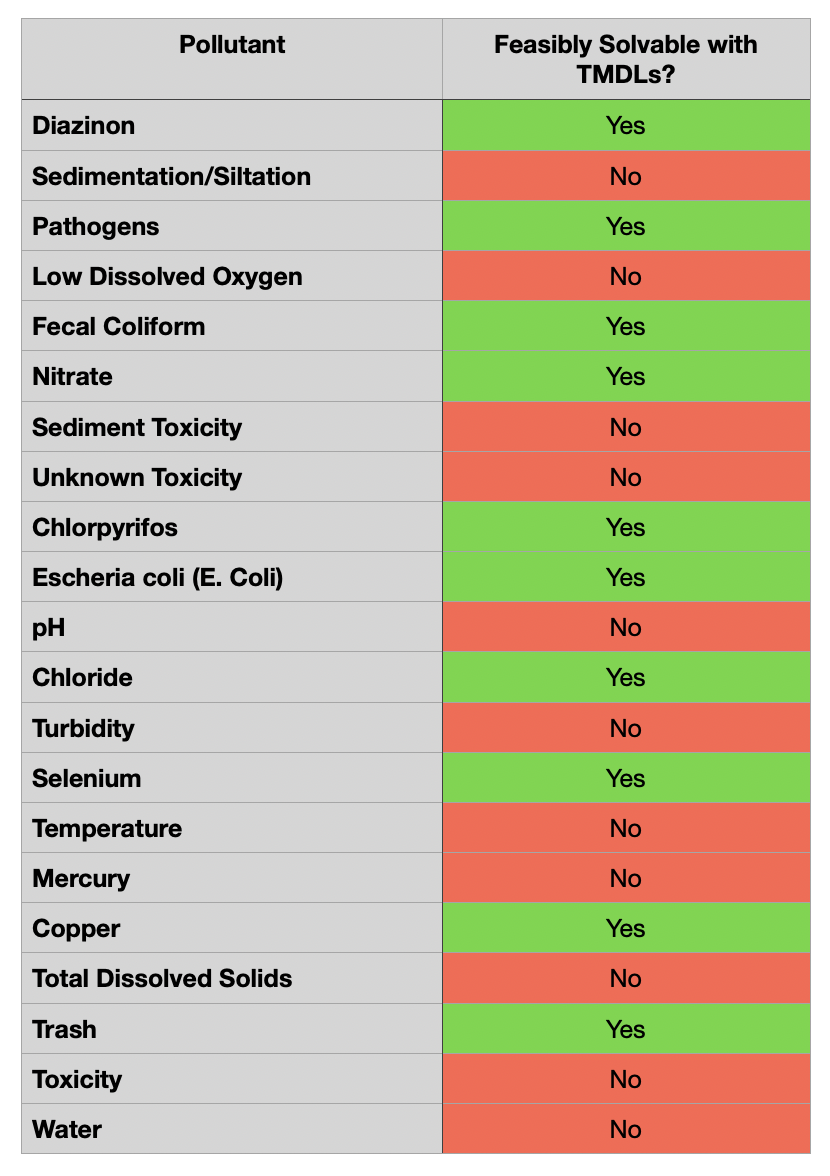 Pollutant
Feasibly Solvable with
TMDLs?
Diazinon
Yes
Sedimentation/Siltation
No
Pathogens
Yes
Low Dissolved Oxygen
No
Fecal Coliform
Yes
Nitrate
Yes
Sediment Toxicity
No
Unknown Toxicity
No
Chlorpyrifos
Yes
Escheria coli (E. Coli)
Yes
pH
No
Chloride
Yes
Turbidity
No
Selenium
Yes
Temperature
No
Mercury
No
Copper
Yes
Total Dissolved Solids
No
Trash
Yes
Toxicity
No
Water
No